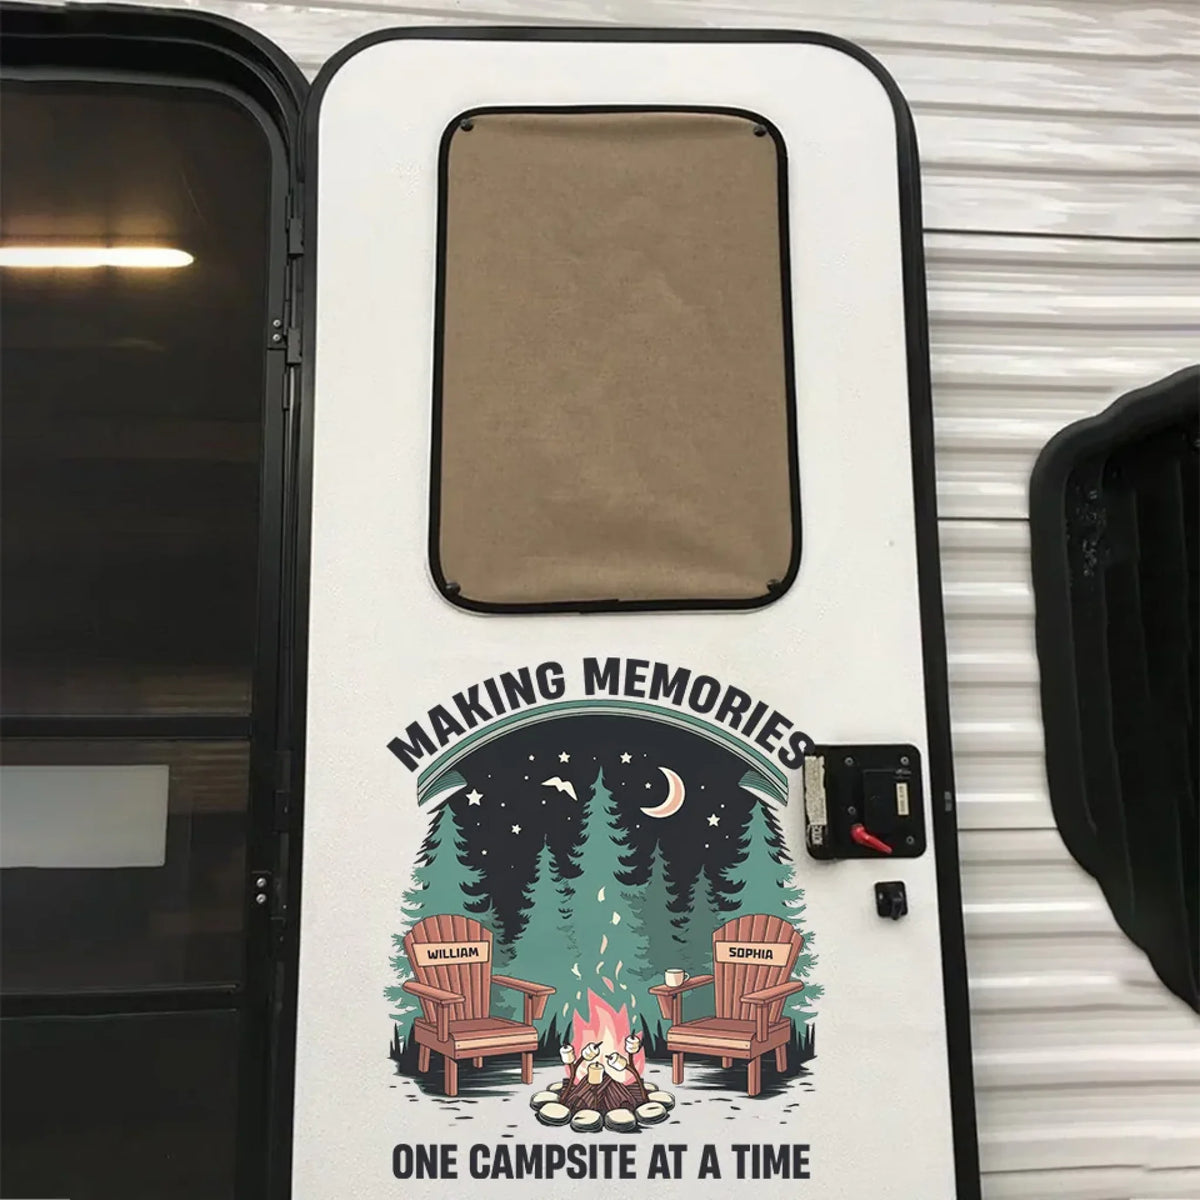 MAKING MEMORIES
WILLIAM
SOPHIA
ONE CAMPSITE AT A TIME